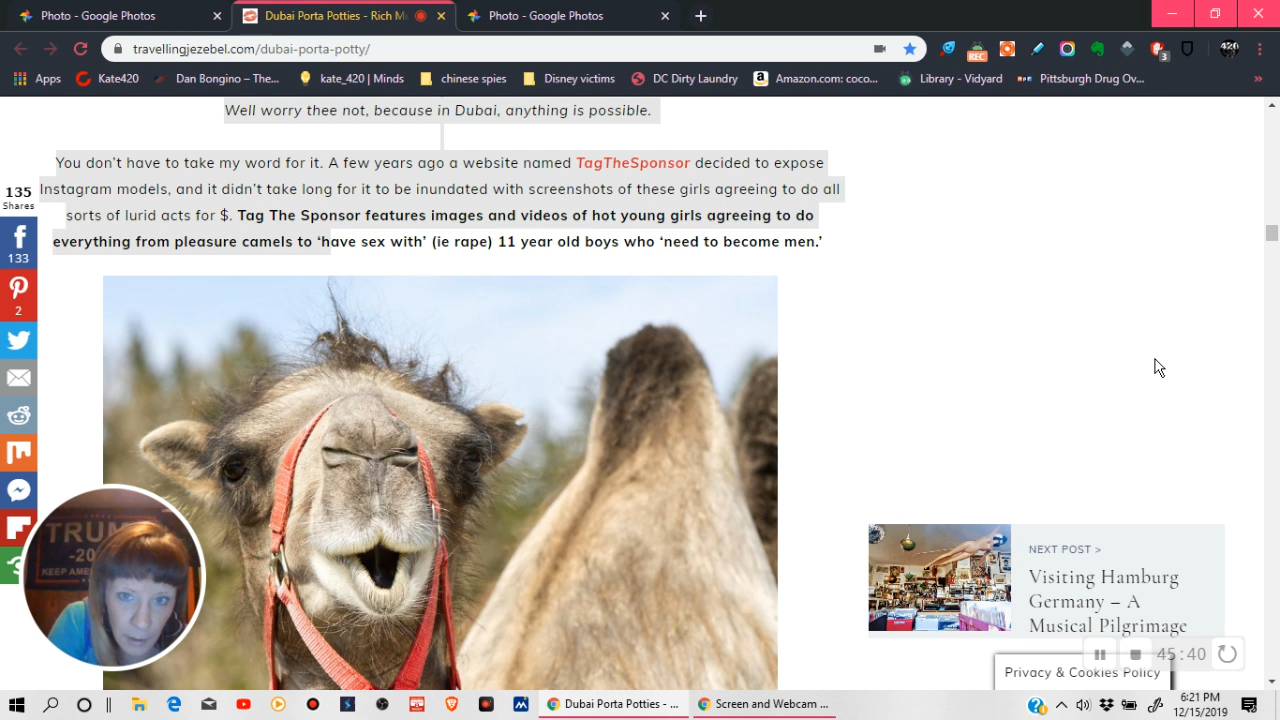 Photo - Google Photos
Dubai Porta Potties - Rich M
Photo - Google Photos
travellingjezebel.com/dubai-porta-potty/
REC
3
420
Apps
Kate420
Dan Bongino – The...
kate_420 | Minds
chinese spies
Disney victims
DC Dirty Laundry
Amazon.com: coco...
Library - Vidyard
Pittsburgh Drug Ov...
Well worry thee not, because in Dubai, anything is possible.
You don't have to take my word for it. A few years ago a website named TagTheSponsor decided to expose
Instagram models, and it didn't take long for it to be inundated with screenshots of these girls agreeing to do all
sorts of lurid acts for $. Tag The Sponsor features images and videos of hot young girls agreeing to do
everything from pleasure camels to 'have sex with' (ie rape) 11 year old boys who 'need to become men.'
135
Shares
133
2
TRUM
-20
KEEP AME
NEXT POST >
Visiting Hamburg
Germany – A
Musical Pilgrimage
45:40
Privacy & Cookies Policy
Dubai Porta Potties - ...
Screen and Webcam ...
6:21 PM
12/15/2019